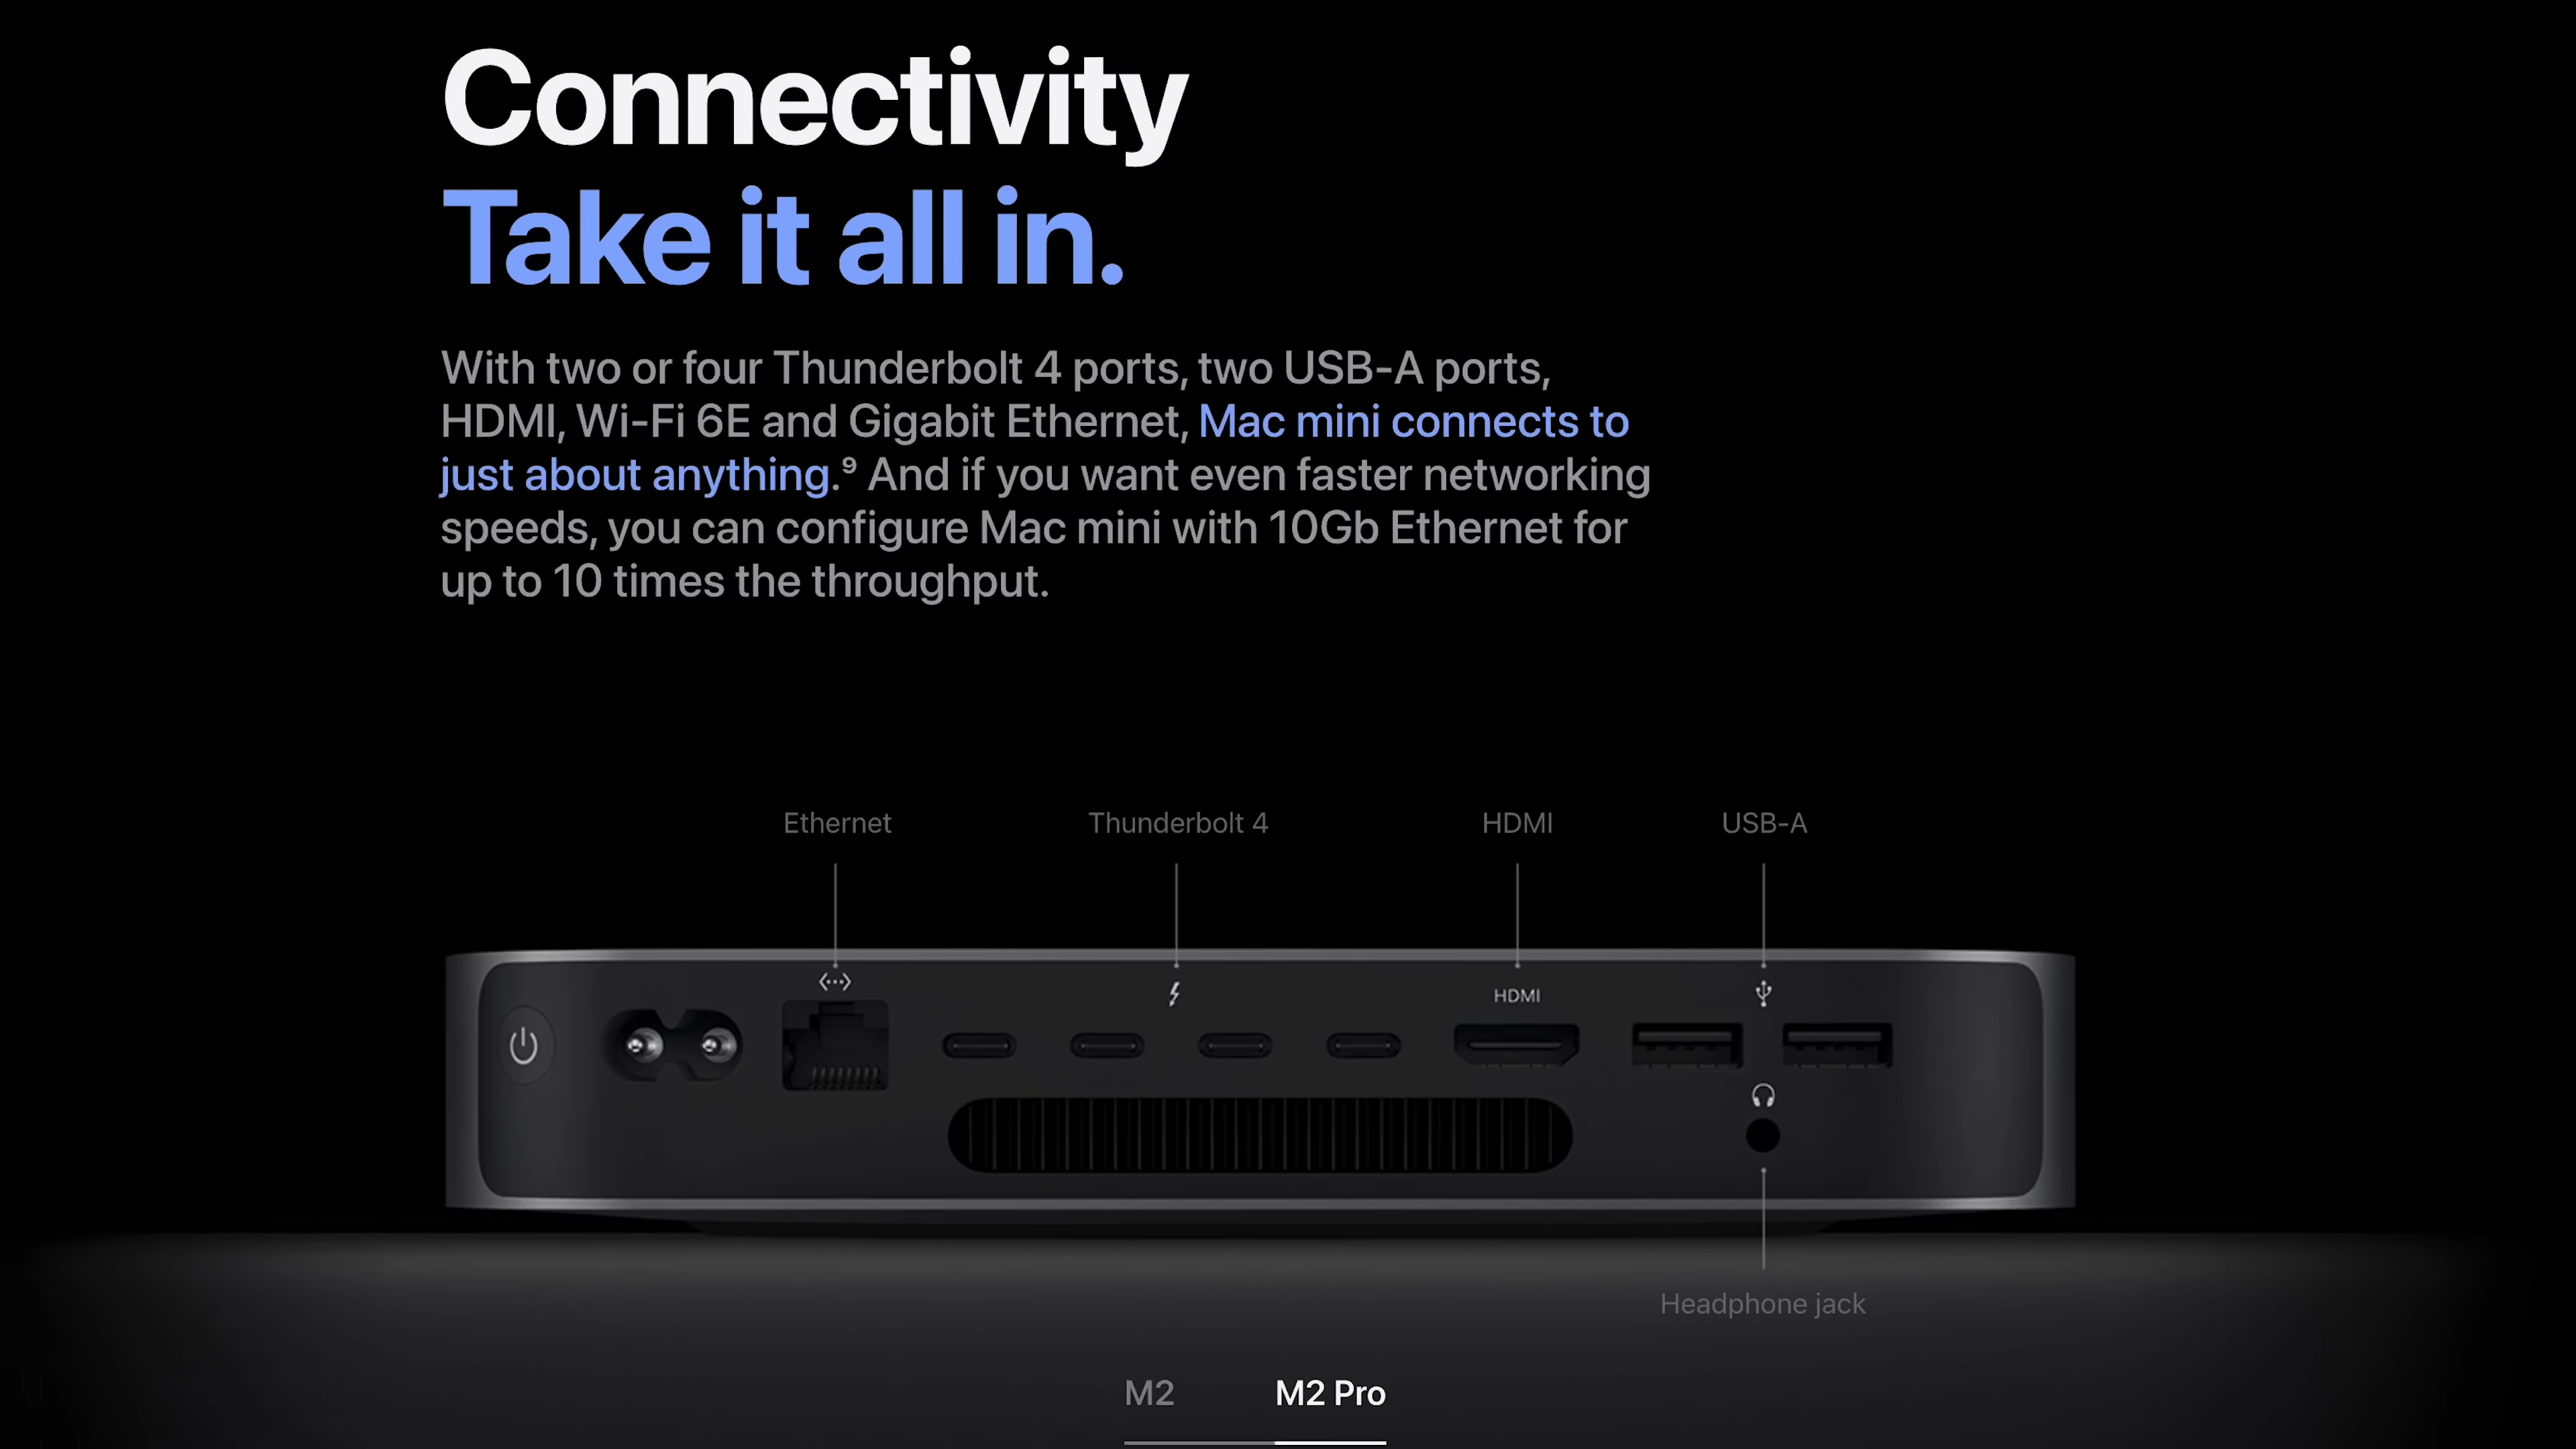 Connectivity
Take it all in.
With two or four Thunderbolt 4 ports, two USB-A ports,
HDMI, Wi-Fi 6E and Gigabit Ethernet, Mac mini connects to
just about anything.⁹ And if you want even faster networking
speeds, you can configure Mac mini with 10Gb Ethernet for
up to 10 times the throughput.
Ethernet
Thunderbolt 4
HDMI
USB-A
HDMI
Headphone jack
M2
M2 Pro